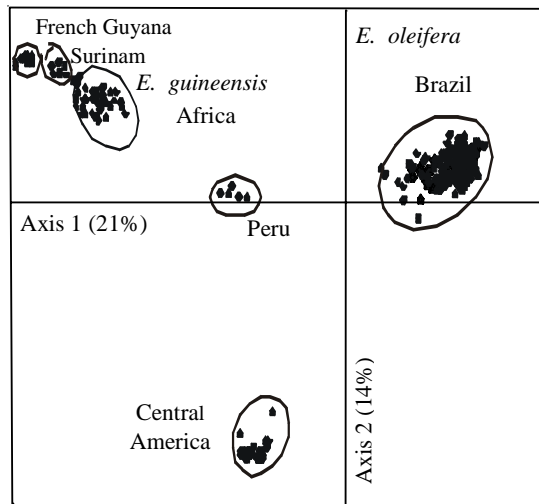 French Guyana
Surinam
E. guineensis
Africa
E. oleifera
Brazil
Axis 1 (21%)
Peru
Central
America
Axis 2 (14%)